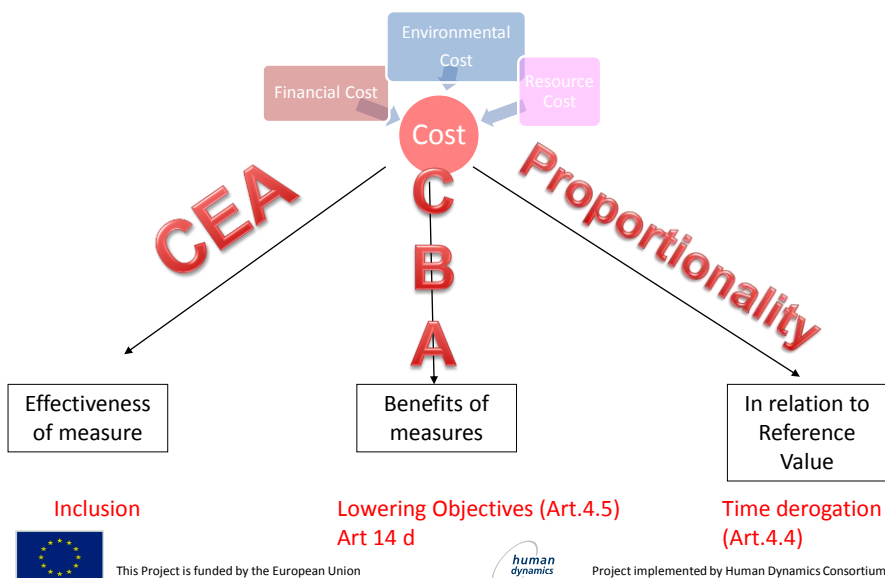 Environmental
Cost
Financial Cost
Resource
Cost
Cost
CEA
CBA
Proportionality
Effectiveness
of measure
Benefits of
measures
In relation to
Reference
Value
Inclusion
Lowering Objectives (Art.4.5)
Art 14 d
Time derogation
(Art.4.4)
This Project is funded by the European Union
human
dynamics
Project implemented by Human Dynamics Consortium